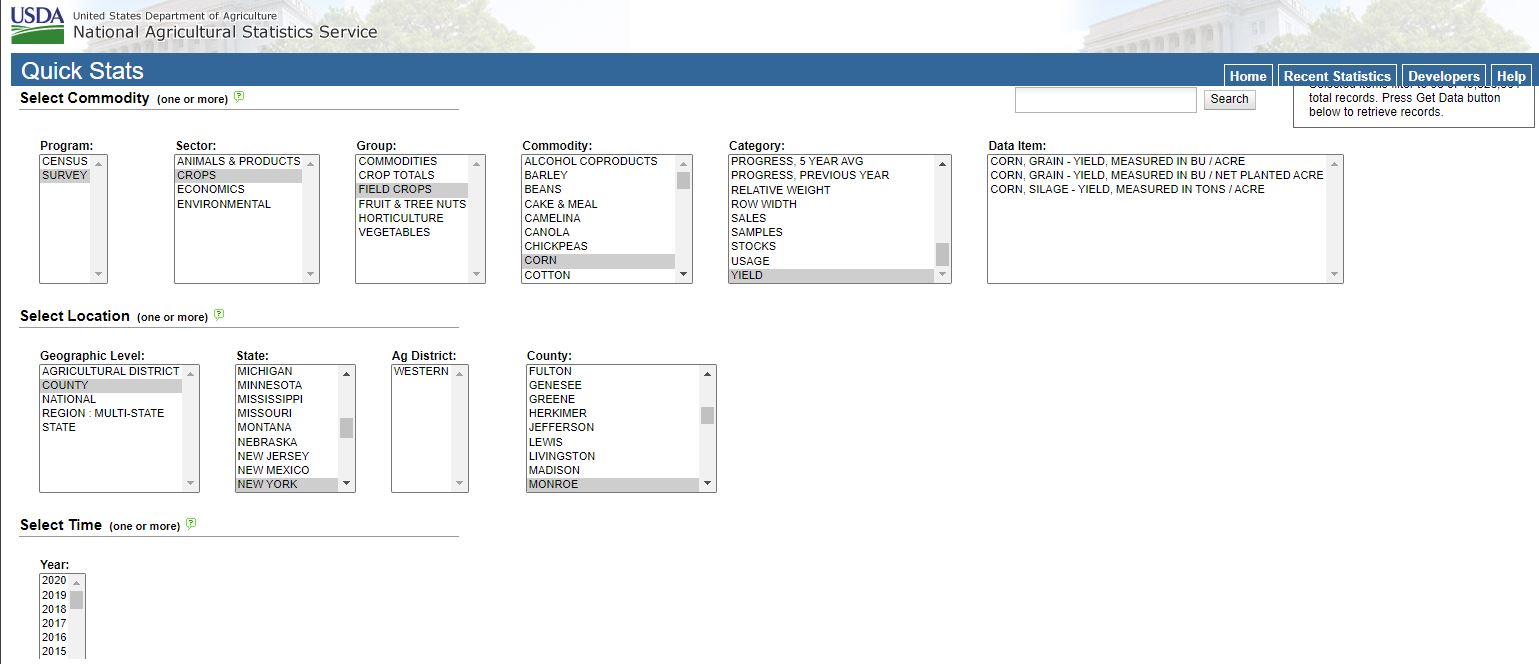 USDA
United States Department of Agriculture
National Agricultural Statistics Service
Quick Stats
Home
Recent Statistics
Developers
Help
Select Commodity (one or more) ?
Search
total records. Press Get Data button
below to retrieve records.
Program:
CENSUS
SURVEY
Sector:
ANIMALS & PRODUCTS
CROPS
ECONOMICS
ENVIRONMENTAL
Group:
COMMODITIES
CROP TOTALS
FIELD CROPS
FRUIT & TREE NUTS
HORTICULTURE
VEGETABLES
Commodity:
ALCOHOL COPRODUCTS
BARLEY
BEANS
CAKE & MEAL
CAMELINA
CANOLA
CHICKPEAS
CORN
COTTON
Category:
PROGRESS, 5 YEAR AVG
PROGRESS, PREVIOUS YEAR
RELATIVE WEIGHT
ROW WIDTH
SALES
SAMPLES
STOCKS
USAGE
YIELD
Data Item:
CORN, GRAIN - YIELD, MEASURED IN BU / ACRE
CORN, GRAIN - YIELD, MEASURED IN BU / NET PLANTED ACRE
CORN, SILAGE - YIELD, MEASURED IN TONS / ACRE
Select Location (one or more) ?
Geographic Level:
AGRICULTURAL DISTRICT
COUNTY
NATIONAL
REGION : MULTI-STATE
STATE
State:
MICHIGAN
MINNESOTA
MISSISSIPPI
MISSOURI
MONTANA
NEBRASKA
NEW JERSEY
NEW MEXICO
NEW YORK
Ag District:
WESTERN
County:
FULTON
GENESEE
GREENE
HERKIMER
JEFFERSON
LEWIS
LIVINGSTON
MADISON
MONROE
Select Time (one or more) ?
Year:
2020
2019
2018
2017
2016
2015